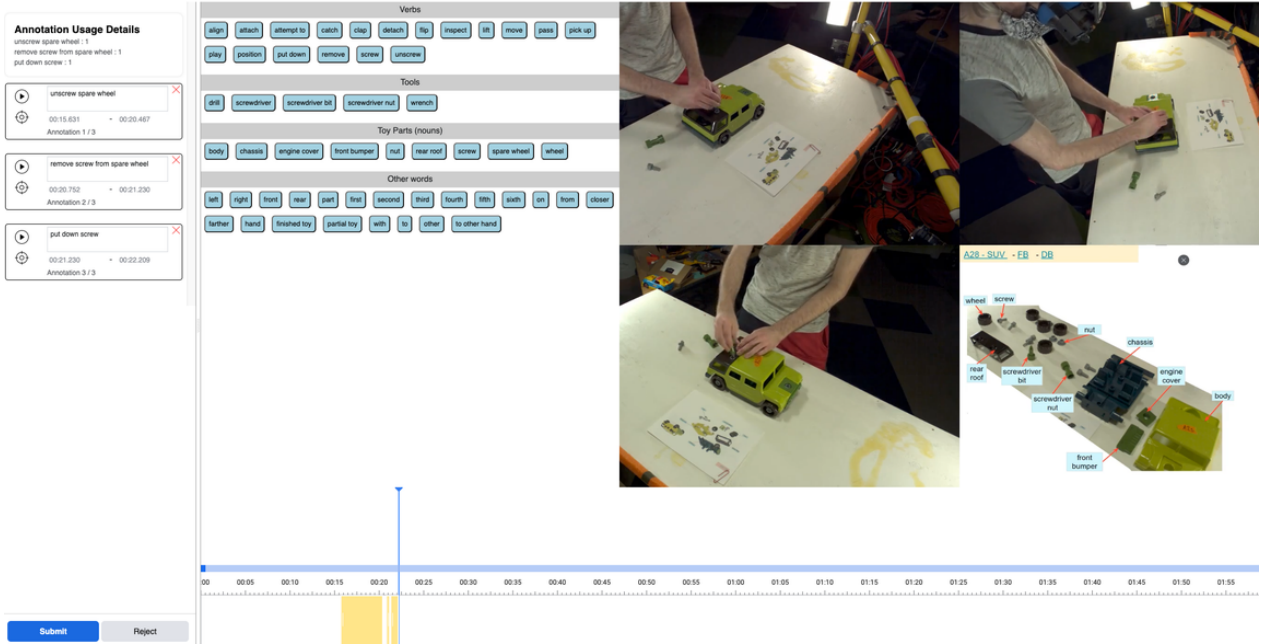 Annotation Usage Details
unscrew spare wheel : 1
remove screw from spare wheel : 1
put down screw : 1
unscrew spare wheel
00:15.631 - 00:20.467
Annotation 1 / 3
remove screw from spare wheel
00:20.752 - 00:21.230
Annotation 2 / 3
put down screw
00:21.230 - 00:22.209
Annotation 3 / 3
Submit Reject
Verbs
align attach attempt to catch clap detach flip inspect lift move pass pick up
play position put down remove screw unscrew
Tools
drill screwdriver screwdriver bit screwdriver nut wrench
Toy Parts (nouns)
body chassis engine cover front bumper nut rear roof screw spare wheel wheel
Other words
left right front rear part first second third fourth fifth sixth on from closer
farther hand finished toy partial toy with to other to other hand
A28 - SUV - FB - DB
wheel screw
nut
chassis
rear
roof
screwdriver
bit
engine
cover
screwdriver
nut
body
front
bumper
00 00:05 00:10 00:15 00:20 00:25 00:30 00:35 00:40 00:45 00:50 00:55 01:00 01:05 01:10 01:15 01:20 01:25 01:30 01:35 01:40 01:45 01:50 01:55